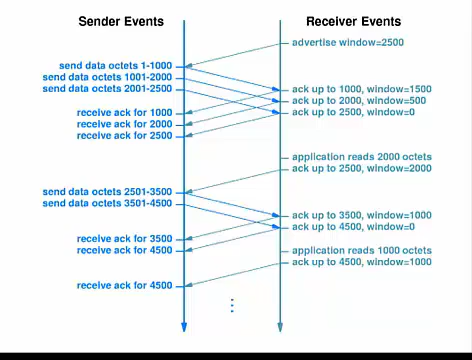 Sender Events
Receiver Events
advertise window=2500
send data octets 1-1000
send data octets 1001-2000
send data octets 2001-2500
ack up to 1000, window=1500
ack up to 2000, window=500
ack up to 2500, window=0
receive ack for 1000
receive ack for 2000
receive ack for 2500
application reads 2000 octets
ack up to 2500, window=2000
send data octets 2501-3500
send data octets 3501-4500
ack up to 3500, window=1000
ack up to 4500, window=0
receive ack for 3500
receive ack for 4500
application reads 1000 octets
ack up to 4500, window=1000
receive ack for 4500